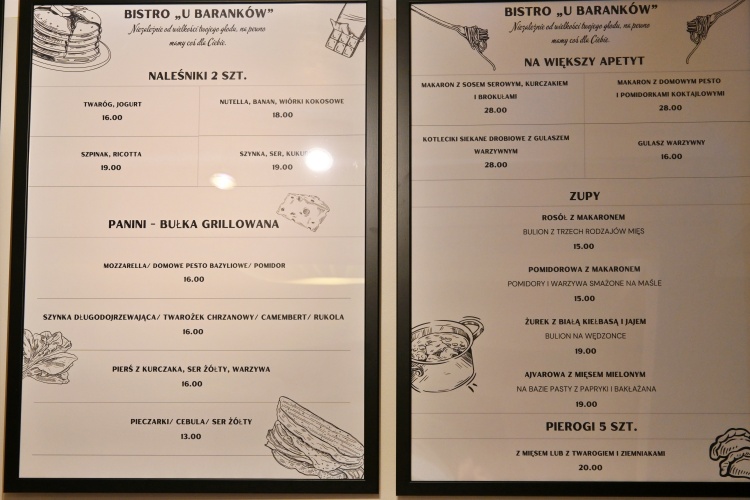 BISTRO „U BARANKÓW”
Niezależnie od wielkości twojego głodu, na pewno
mamy coś dla Ciebie.
NALEŚNIKI 2 SZT.
TWARÓG, JOGURT
16.00
NUTELLA, BANAN, WIÓRKI KOKOSOWE
18.00
SZPINAK, RICOTTA
19.00
SZYNKA, SER,
19.00
PANINI - BUŁKA GRILLOWANA
MOZZARELLA/ DOMOWE PESTO BAZYLIOWE/ POMIDOR
16.00
SZYNKA DŁUGODOJRZEWAJĄCA/ TWAROŻEK CHRZANOWY/ CAMEMBERT/ RUKOLA
16.00
PIERŚ Z KURCZAKA, SER ŻÓŁTY, WARZYWA
16.00
PIECZARKI/ CEBULA/ SER ŻÓŁTY
13.00
BISTRO „U BARANKÓW”
Niezależnie od wielkości twojego głodu, na pewno
mamy coś dla Ciebie.
NA WIĘKSZY APETYT
MAKARON Z SOSEM SEROWYM, KURCZAKIEM
I BROKUŁAMI
28.00
MAKARON Z DOMOWYM PESTO
I POMIDORKAMI KOKTAJLOWYMI
28.00
KOTLECIKI SIEKANE DROBIOWE Z GULASZEM
WARZYWNYM
28.00
GULASZ WARZYWNY
16.00
ZUPY
ROSÓŁ Z MAKARONEM
BULION Z TRZECH RODZAJÓW MIĘS
15.00
POMIDOROWA Z MAKARONEM
POMIDORY I WARZYWA SMAŻONE NA MAŚLE
15.00
ŻUREK Z BIAŁĄ KIEŁBASĄ I JAJEM
BULION NA WĘDZONCE
19.00
AJVAROWA Z MIĘSEM MIELONYM
NA BAZIE PASTY Z PAPRYKI I BAKŁAŻANA
19.00
PIEROGI 5 SZT.
Z MIĘSEM LUB Z TWAROGIEM I ZIEMNIAKAMI
20.00